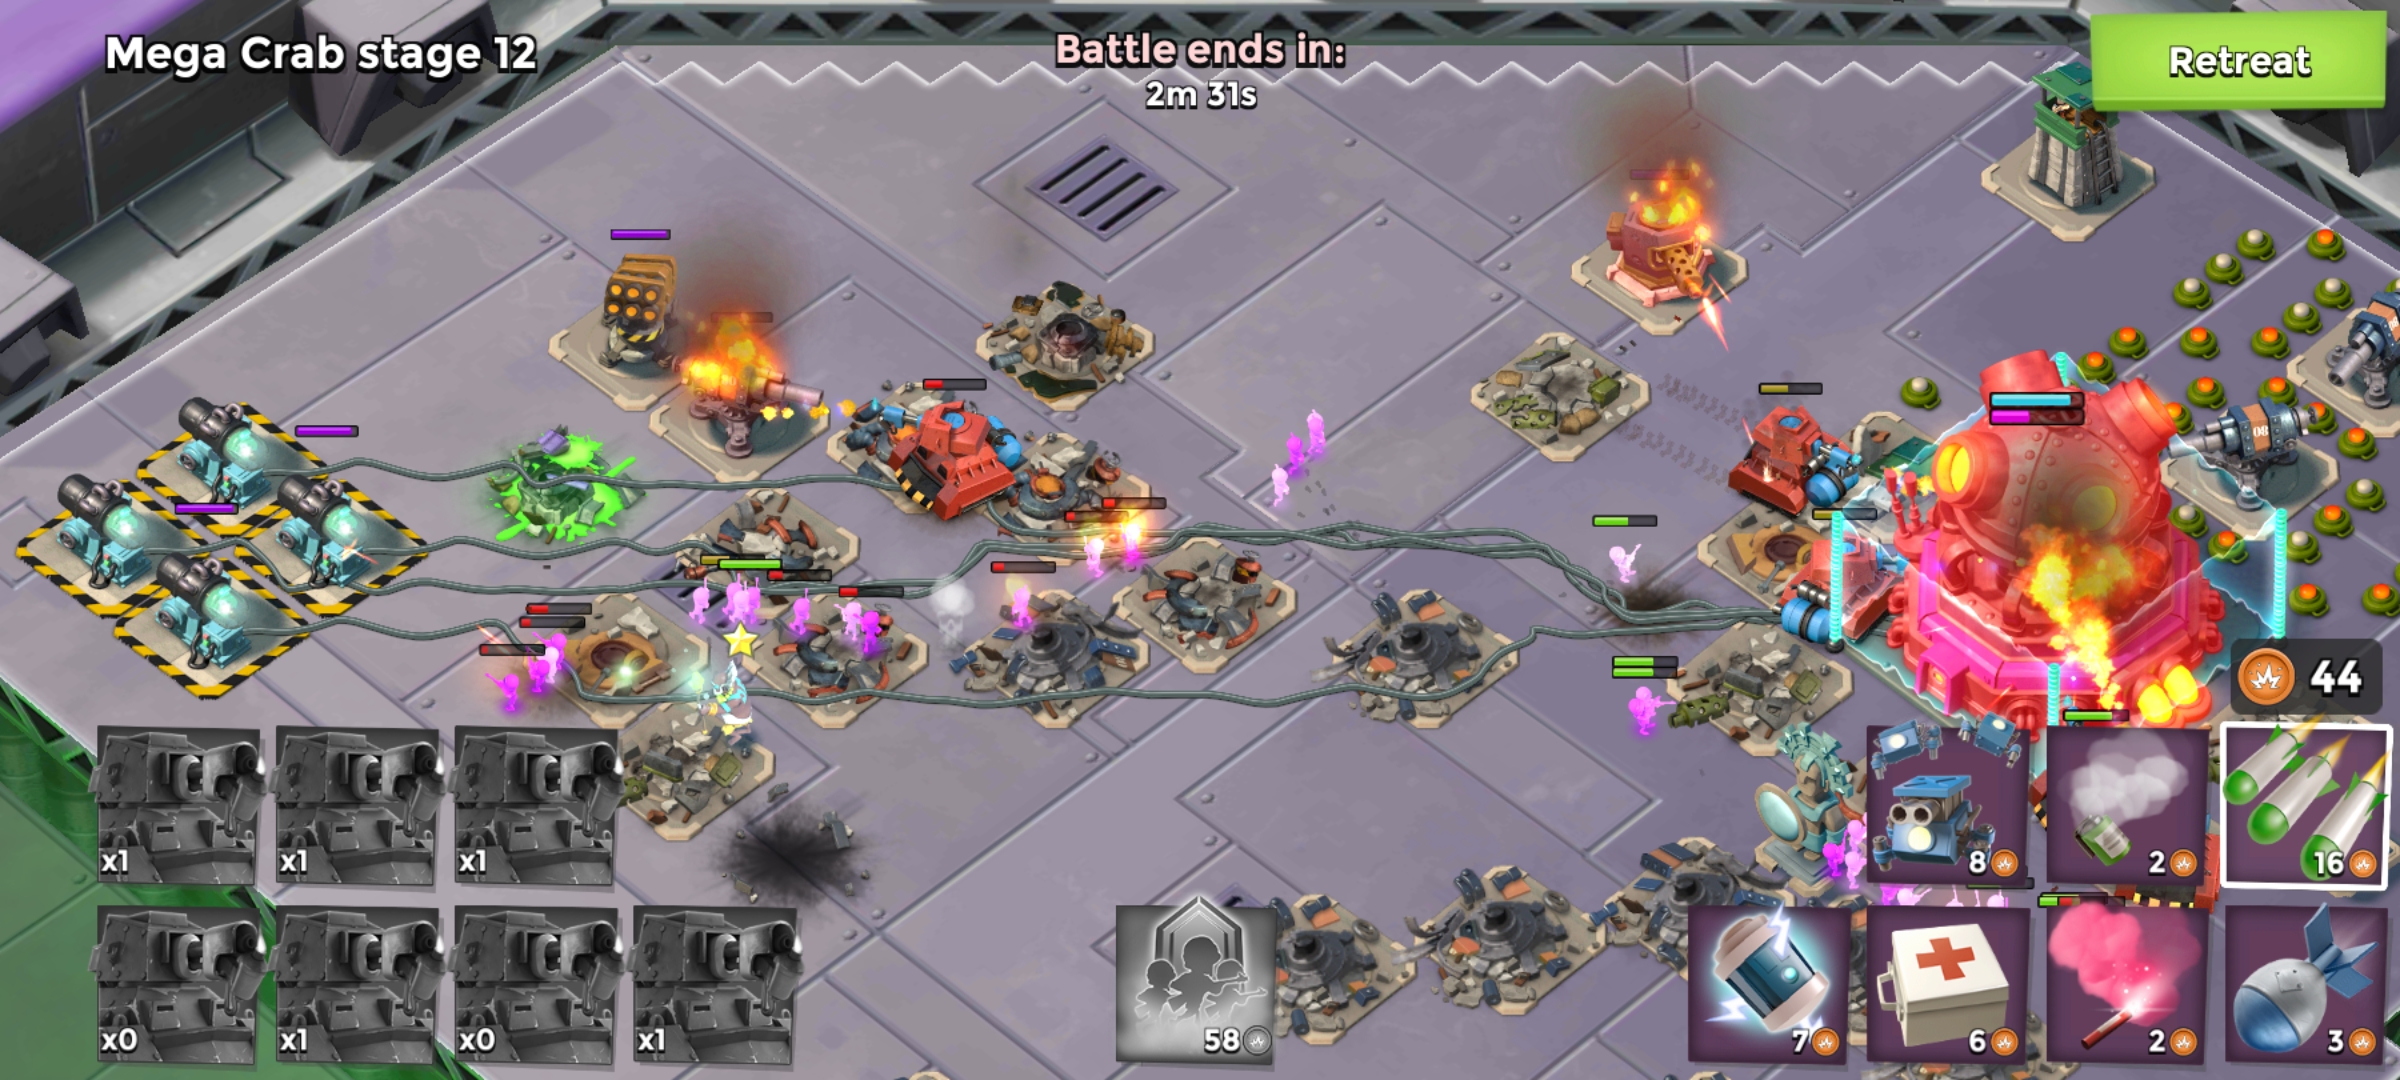 Mega Crab stage 12
Battle ends in:
2m 31s
Retreat
08
44
8
2
16
x1
x1
x1
x0
x1
x0
x1
58
7
6
2
3